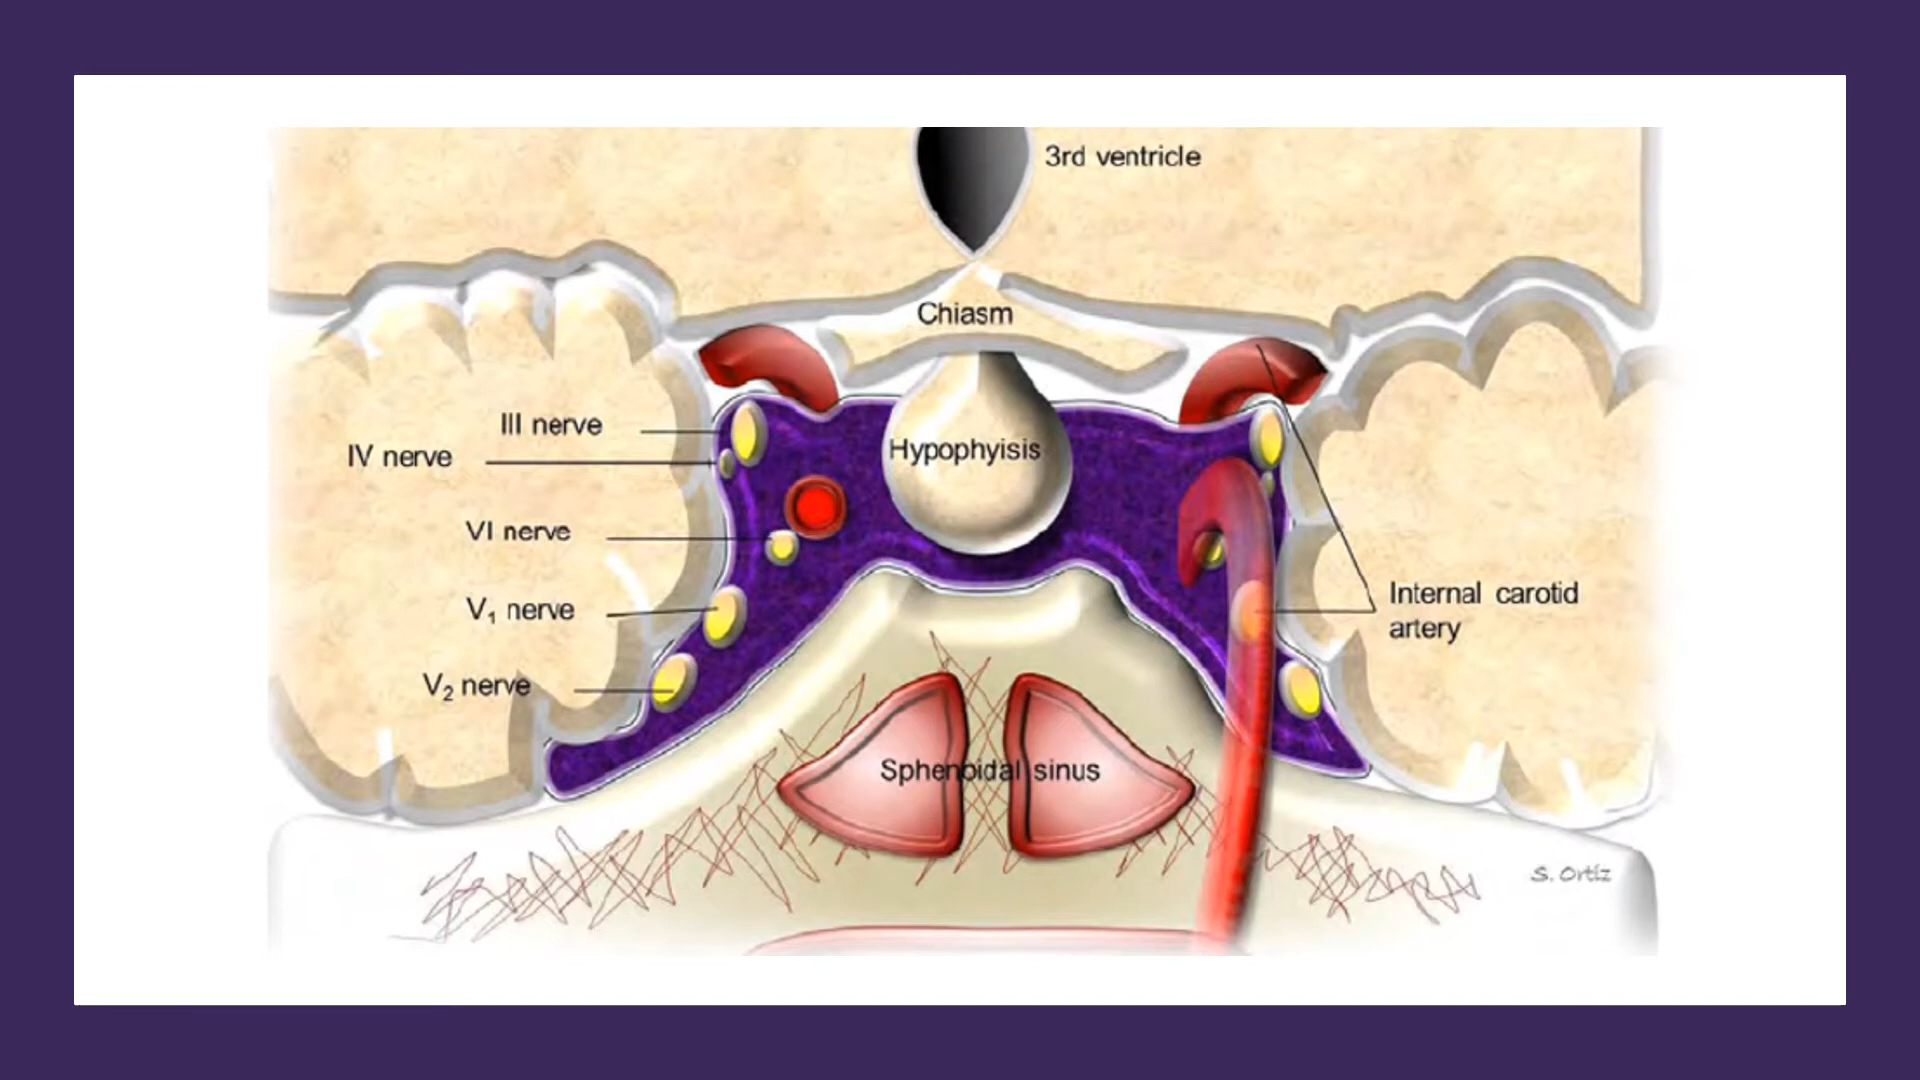 3rd ventricle
Chiasm
III nerve
IV nerve
Hypophyisis
VI nerve
V₁ nerve
V₂ nerve
Internal carotid
artery
Sphenoidal sinus
S. Ortiz